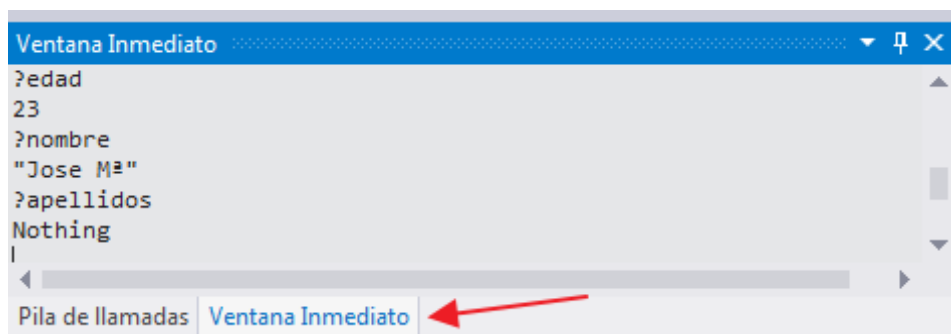 Ventana Inmediato
?edad
23
?nombre
"Jose Mª"
?apellidos
Nothing
Pila de llamadas Ventana Inmediato